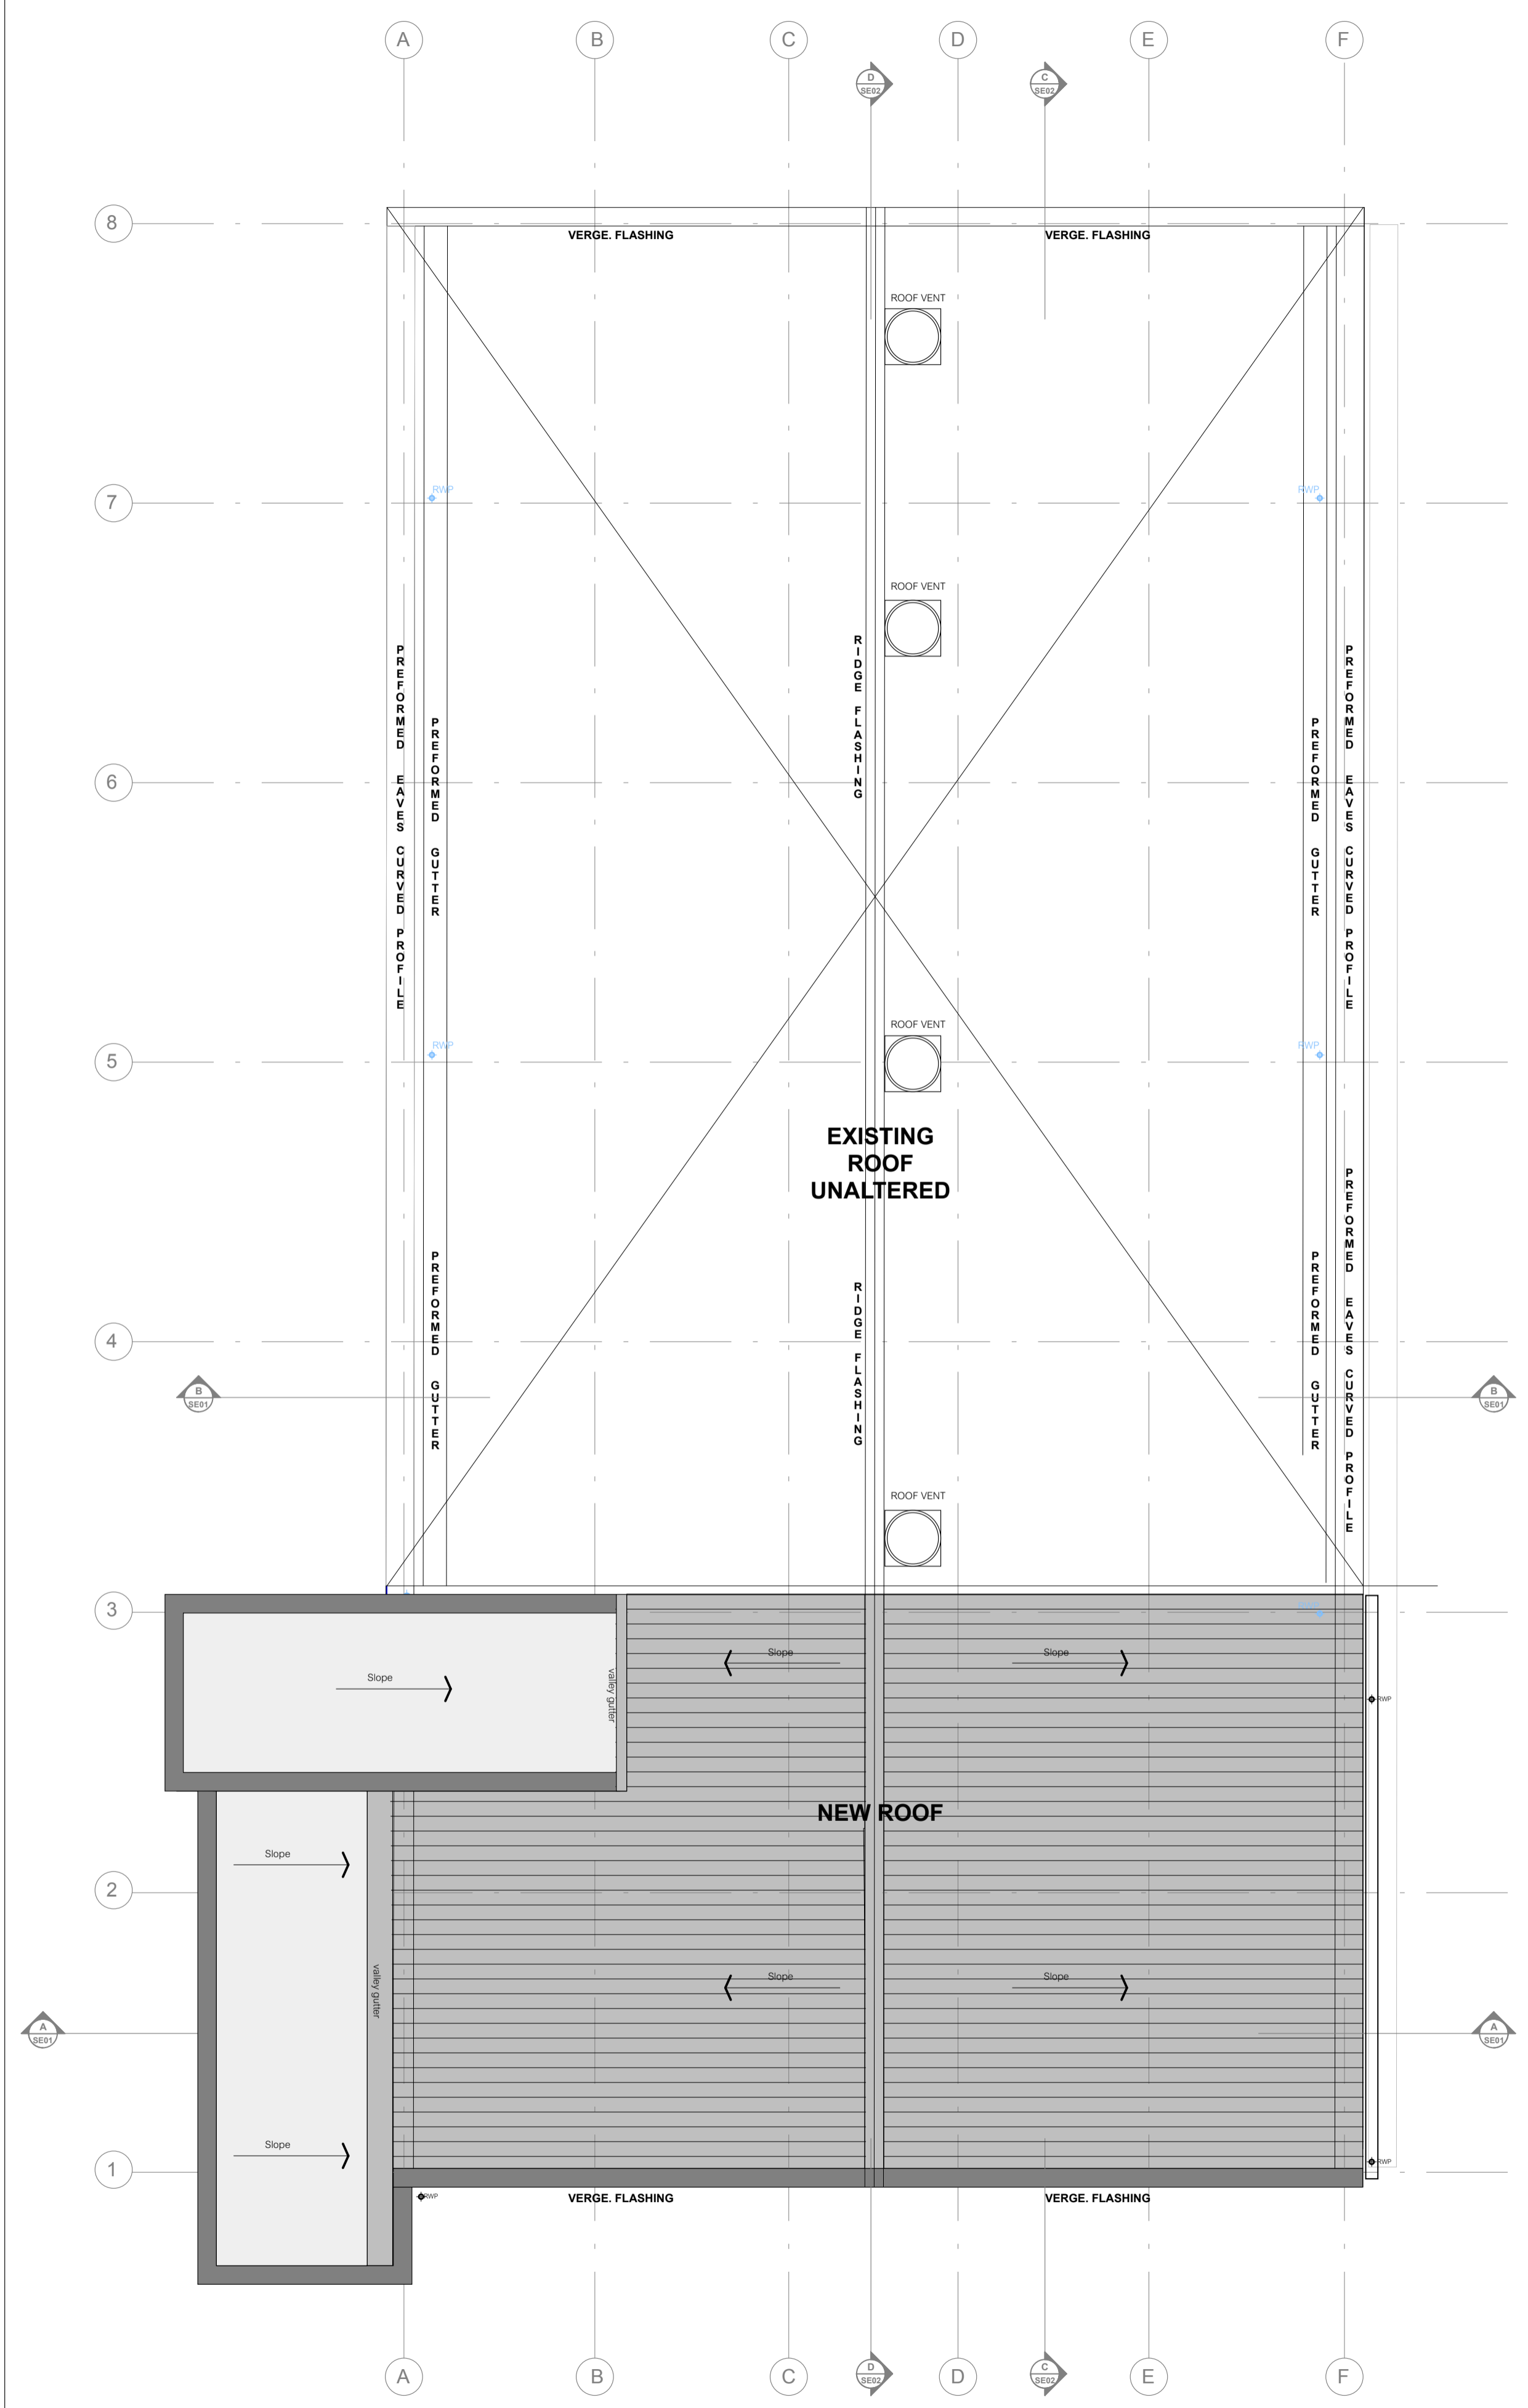 A B C D E F
D
SE02
C
SE02
8
VERGE. FLASHING
VERGE. FLASHING
ROOF VENT
7
RWP
RWP
ROOF VENT
PREFORMED EAVES CURVED PROFILE
PREFORMED GUTTER
RIDGE FLASHING
PREFORMED GUTTER
PREFORMED EAVES CURVED PROFILE
6
ROOF VENT
5
RWP
RWP
EXISTING
ROOF
UNALTERED
PREFORMED GUTTER
RIDGE FLASHING
PREFORMED GUTTER
PREFORMED EAVES CURVED PROFILE
4
B
SE01
B
SE01
ROOF VENT
3
RWP
Slope
Slope
Slope
valley gutter
RWP
NEW ROOF
Slope
2
valley gutter
Slope
Slope
A
SE01
A
SE01
Slope
1
RWP
RWP
VERGE. FLASHING
VERGE. FLASHING
D
SE02
C
SE02
A B C D E F